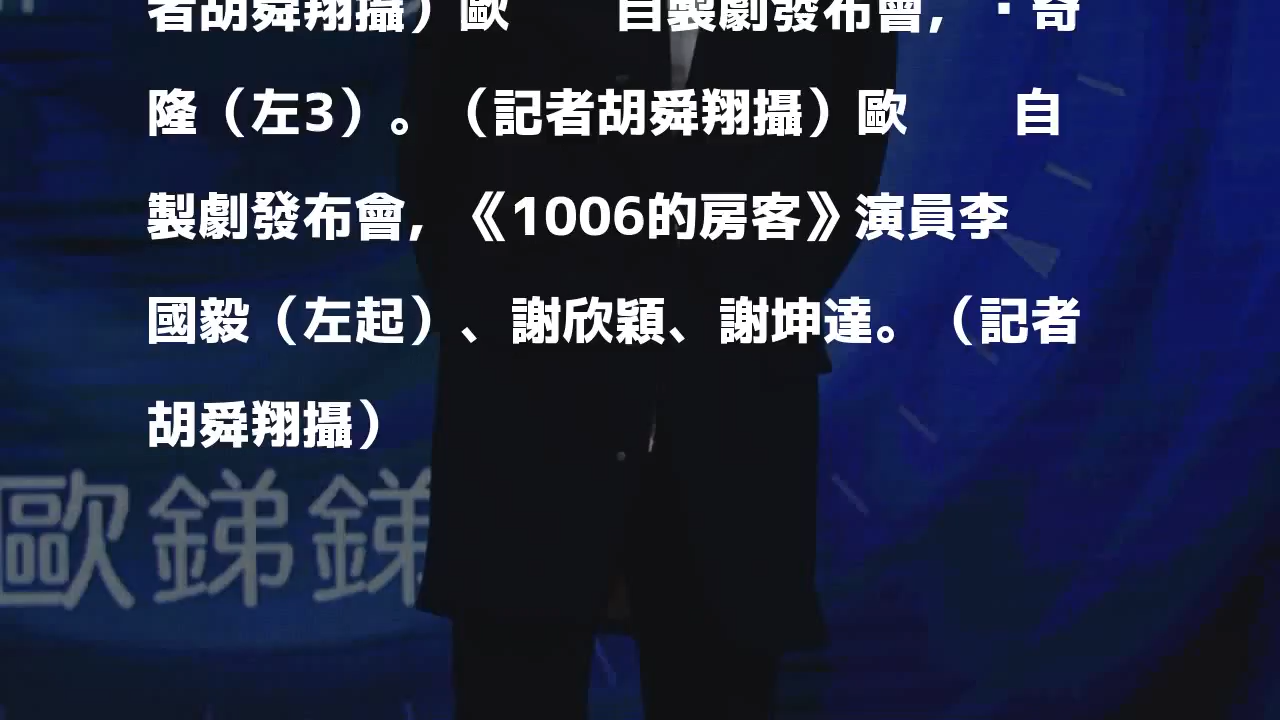 者胡舜翔攝）歐　　自製劇發布會，·奇
隆（左3）。（記者胡舜翔攝）歐　　自
製劇發布會，《1006的房客》演員李
國毅（左起）、謝欣穎、謝坤達。（記者
胡舜翔攝）
歐銻銻